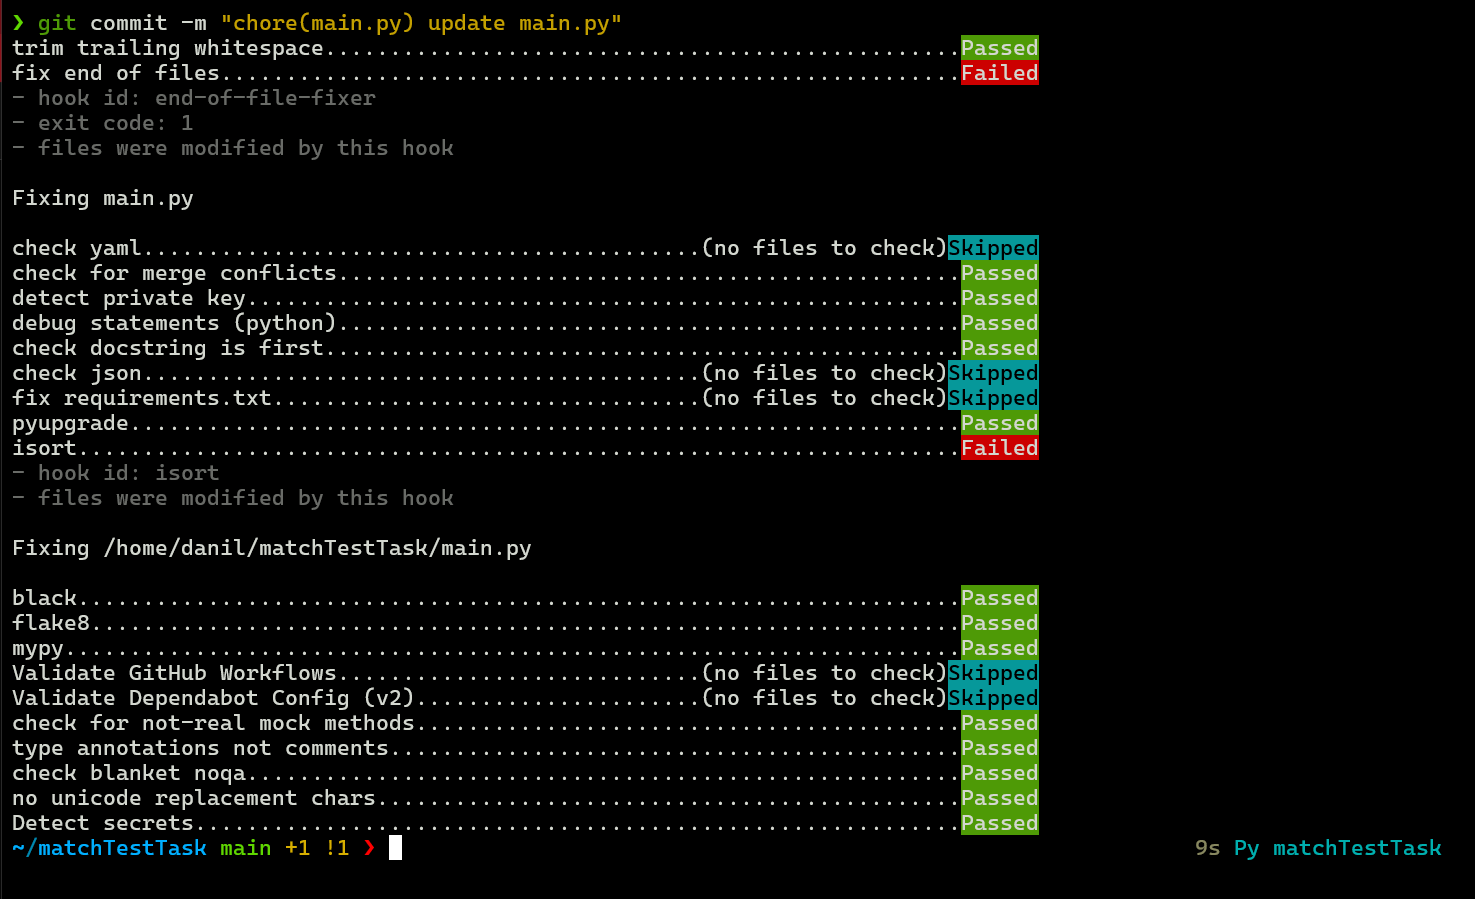 ❯ git commit -m "chore(main.py) update main.py"
trim trailing whitespace.................................................Passed
fix end of files.........................................................Failed
- hook id: end-of-file-fixer
- exit code: 1
- files were modified by this hook
Fixing main.py
check yaml...........................................(no files to check)Skipped
check for merge conflicts................................................Passed
detect private key.......................................................Passed
debug statements (python)................................................Passed
check docstring is first.................................................Passed
check json...........................................(no files to check)Skipped
fix requirements.txt.................................(no files to check)Skipped
pyupgrade................................................................Passed
isort....................................................................Failed
- hook id: isort
- files were modified by this hook
Fixing /home/danil/matchTestTask/main.py
black....................................................................Passed
flake8...................................................................Passed
mypy.....................................................................Passed
Validate GitHub Workflows............................(no files to check)Skipped
Validate Dependabot Config (v2)......................(no files to check)Skipped
check for not-real mock methods..........................................Passed
type annotations not comments............................................Passed
check blanket noqa.......................................................Passed
no unicode replacement chars.............................................Passed
Detect secrets...........................................................Passed
~/matchTestTask main +1 !1 ❯ 9s Py matchTestTask